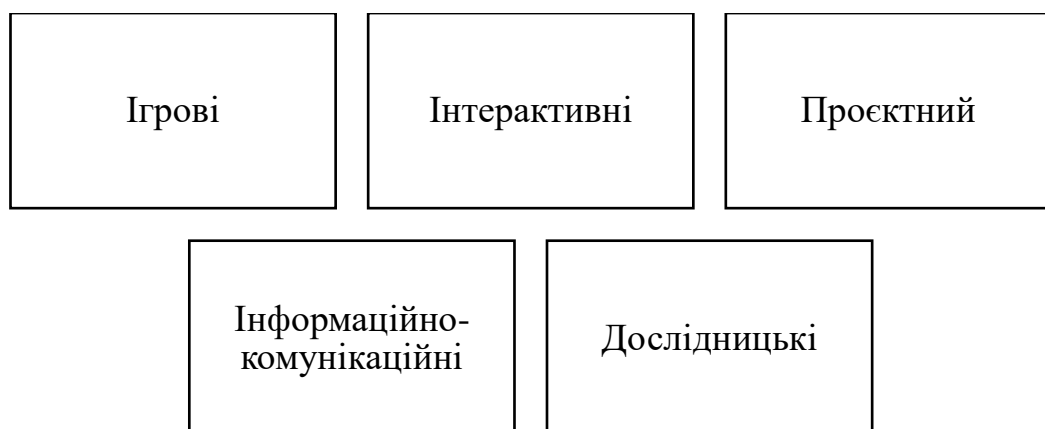 Ігрові
Інтерактивні
Проєктний
Інформаційно-
комунікаційні
Дослідницькі